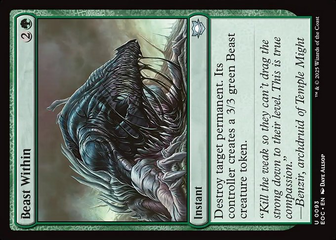 Beast Within 2
Instant
Destroy target permanent. Its
controller creates a 3/3 green Beast
creature token.
"Kill the weak so they can't drag the
strong down to their level. This is true
compassion."
—Benzir, archdruid of Temple Might
U 0093
EOC • EN DAVE ALLSOP
™ & © 2025 Wizards of the Coast